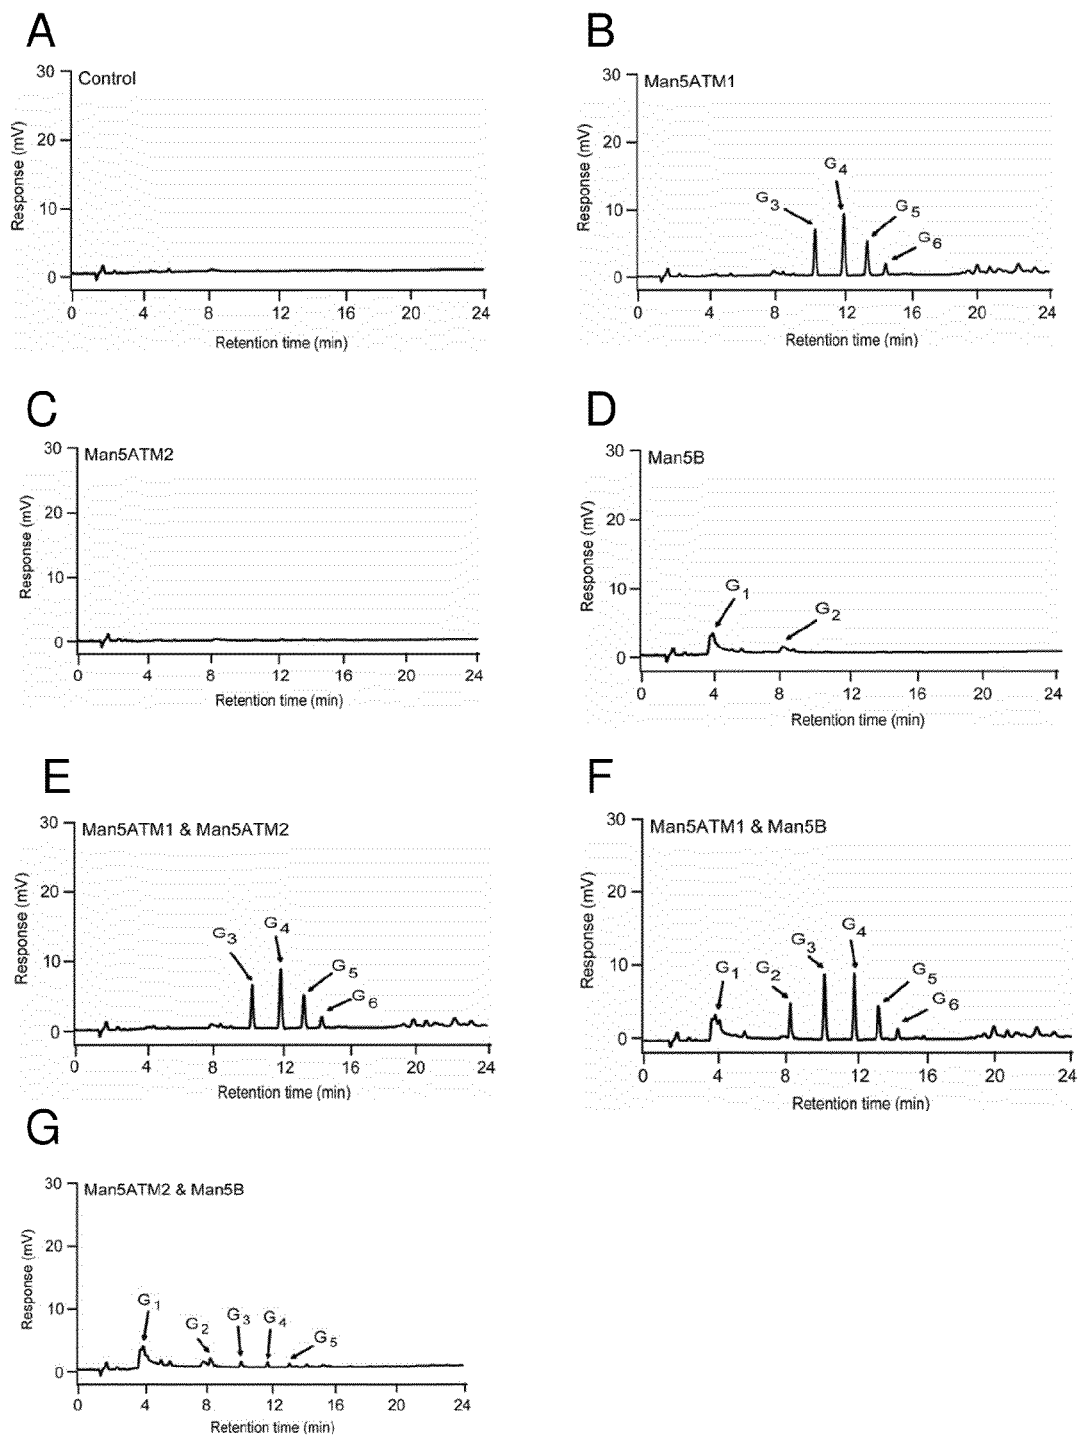 A
Control
30
20
10
0
Response (mV)
0 4 8 12 16 20 24
Retention time (min)
B
Man5ATM1
30
20
10
0
Response (mV)
G3
G4
G5
G6
0 4 8 12 16 20 24
Retention time (min)
C
Man5ATM2
30
20
10
0
Response (mV)
0 4 8 12 16 20 24
Retention time (min)
D
Man5B
30
20
10
0
Response (mV)
G1
G2
0 4 8 12 16 20 24
Retention time (min)
E
Man5ATM1 & Man5ATM2
30
20
10
0
Response (mV)
G3
G4
G5
G6
0 4 8 12 16 20 24
Retention time (min)
F
Man5ATM1 & Man5B
30
20
10
0
Response (mV)
G1
G2
G3
G4
G5
G6
0 4 8 12 16 20 24
Retention time (min)
G
Man5ATM2 & Man5B
30
20
10
0
Response (mV)
G1
G2
G3
G4
G5
0 4 8 12 16 20 24
Retention time (min)